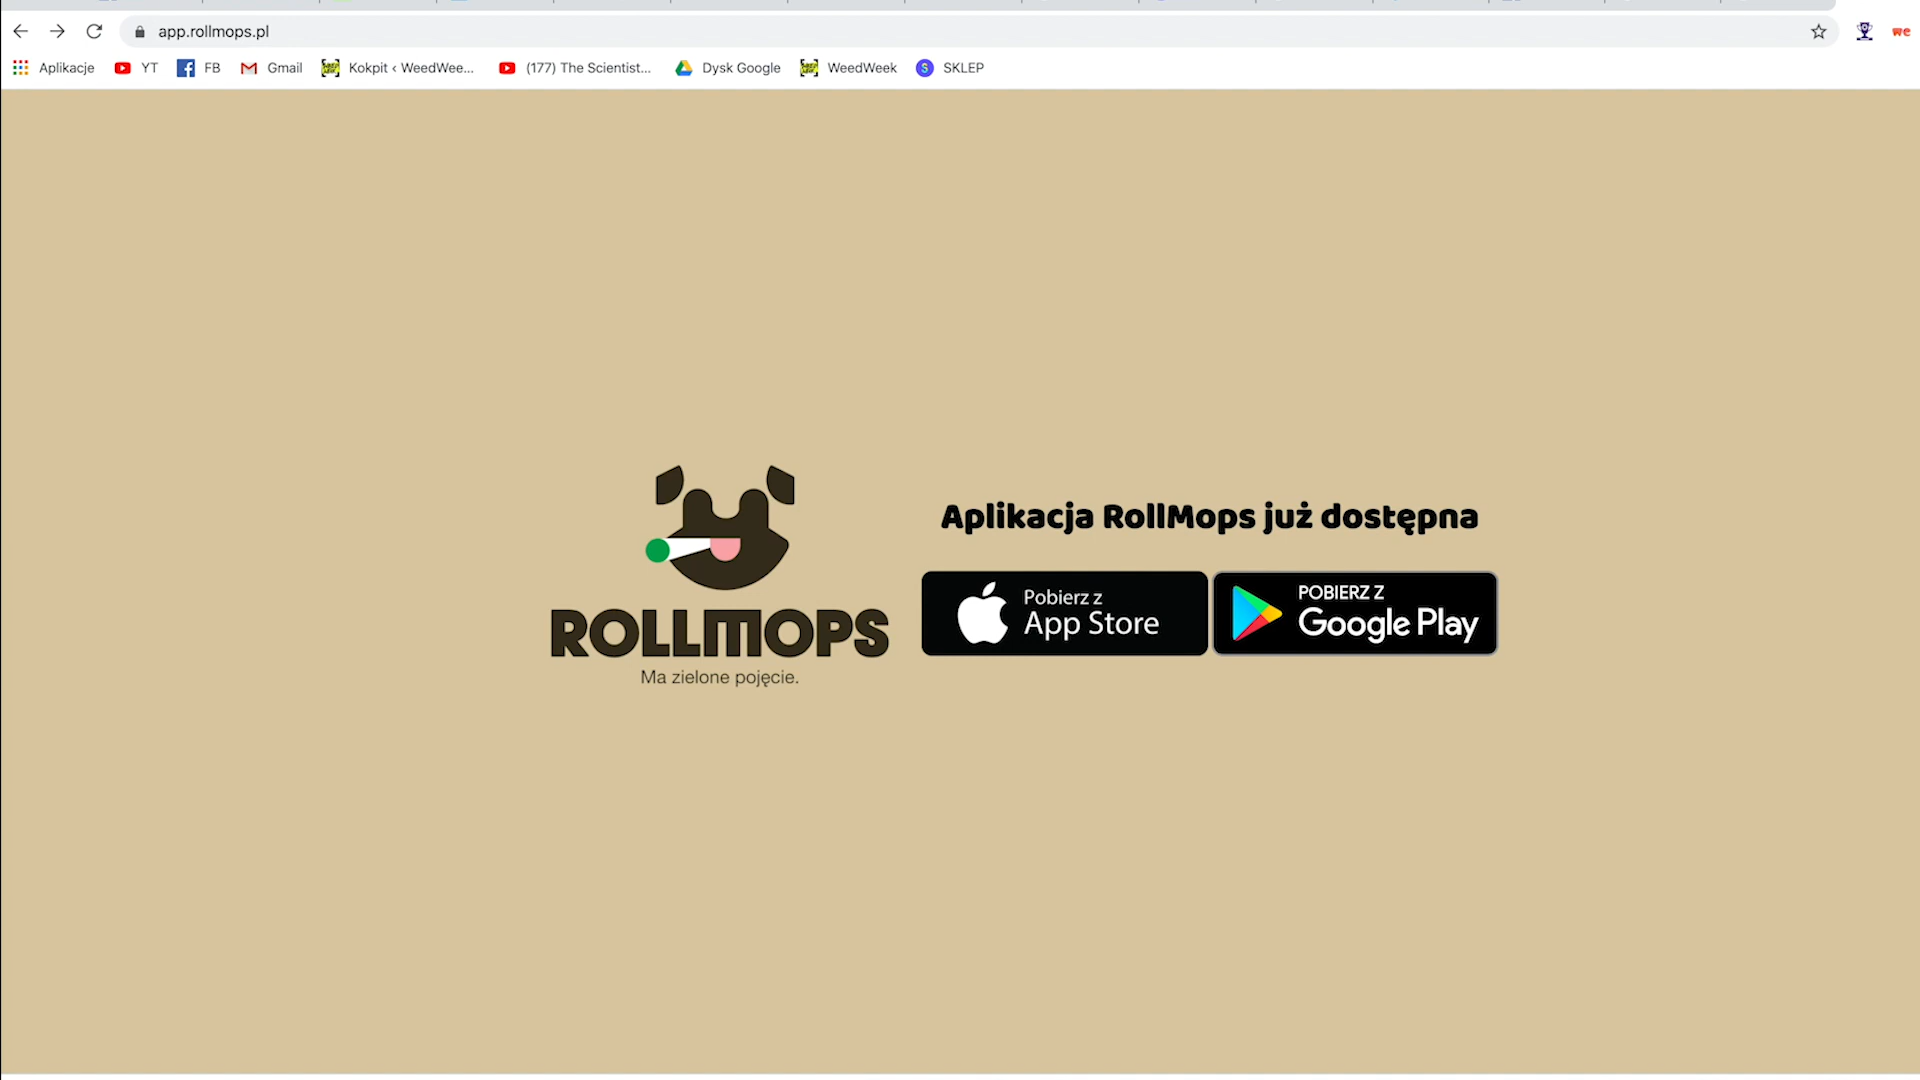 app.rollmops.pl
we
Aplikacje
YT
FB
Gmail
Kokpit ‹ WeedWee...
(177) The Scientist...
Dysk Google
WeedWeek
S
SKLEP
Aplikacja RollMops już dostępna
Pobierz z
App Store
POBIERZ Z
Google Play
ROLLMOPS
Ma zielone pojęcie.